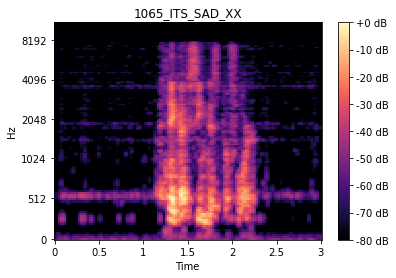 1065_ITS_SAD_XX
Hz
8192
4096
2048
1024
512
0
0
0.5
1
1.5
2
2.5
3
Time
+0 dB
-10 dB
-20 dB
-30 dB
-40 dB
-50 dB
-60 dB
-70 dB
-80 dB